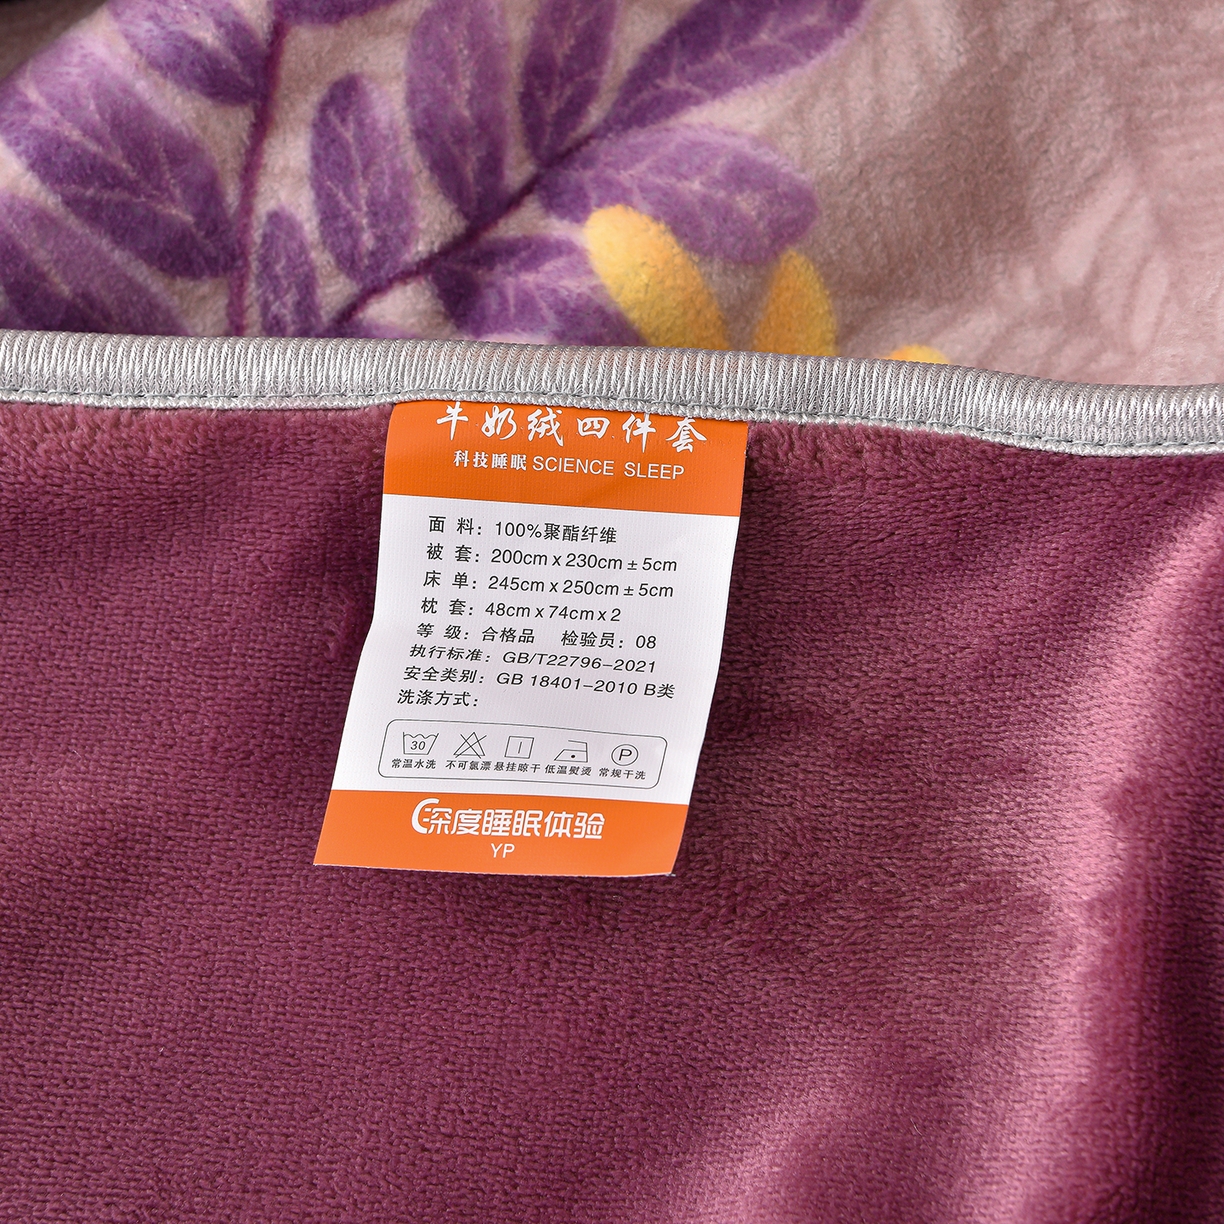 牛奶绒四件套
科技睡眠 SCIENCE SLEEP
面 料：100%聚酯纤维
被 套：200cm x 230cm ± 5cm
床 单：245cm x 250cm ± 5cm
枕 套：48cm x 74cm x 2
等 级：合格品 检验员：08
执行标准：GB/T22796-2021
安全类别：GB 18401-2010 B类
洗涤方式：
30 P
常温水洗 不可氯漂 悬挂晾干 低温熨烫 常规干洗
深度睡眠体验
YP